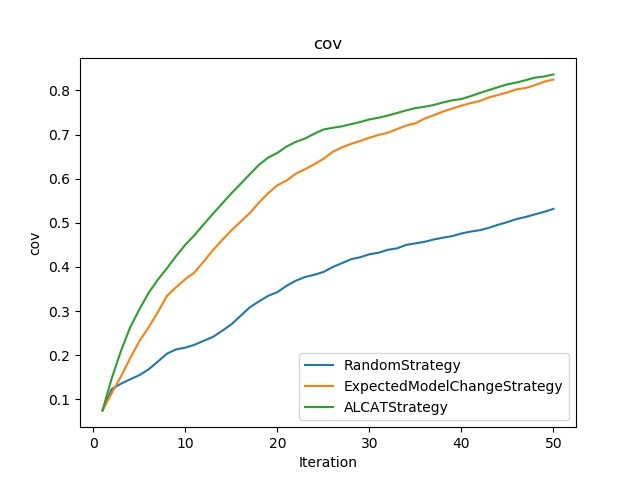 cov
0.8
0.7
0.6
0.5
0.4
0.3
0.2
0.1
cov
RandomStrategy
ExpectedModelChangeStrategy
ALCATStrategy
0 10 20 30 40 50
Iteration